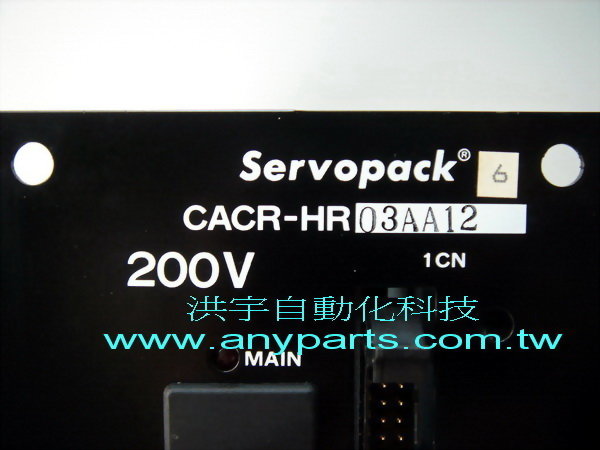 Servopack® 6
CACR-HR03AA12
200V
1CN
洪宇自動化科技
www.anyparts.com.tw
MAIN